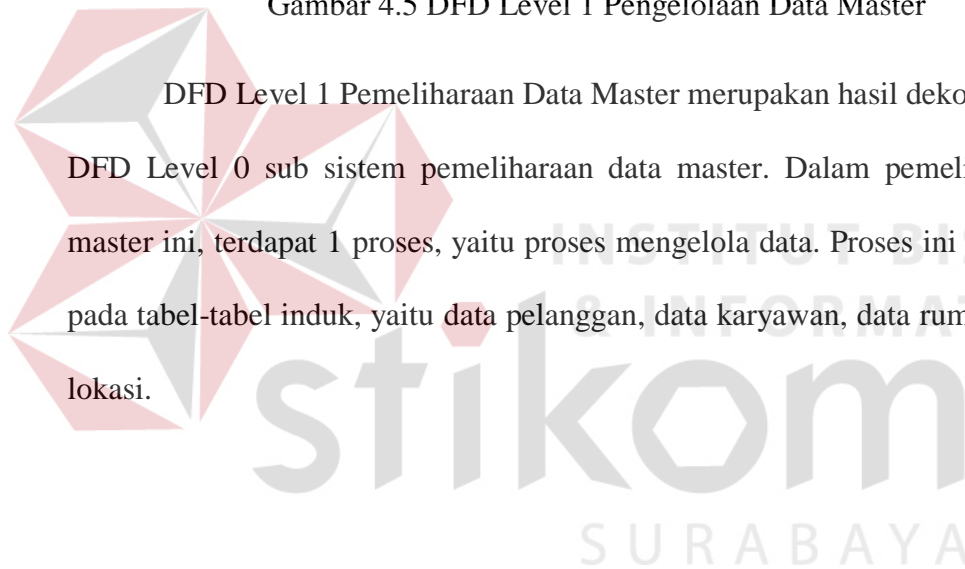 Gambar 4.5 DFD Level 1 Pengelolaan Data Master
DFD Level 1 Pemeliharaan Data Master merupakan hasil deko
DFD Level 0 sub sistem pemeliharaan data master. Dalam pemeli
master ini, terdapat 1 proses, yaitu proses mengelola data. Proses ini
pada tabel-tabel induk, yaitu data pelanggan, data karyawan, data rum
lokasi.
INSTITUT BI
& INFORMAT
stikom
SURABAYA